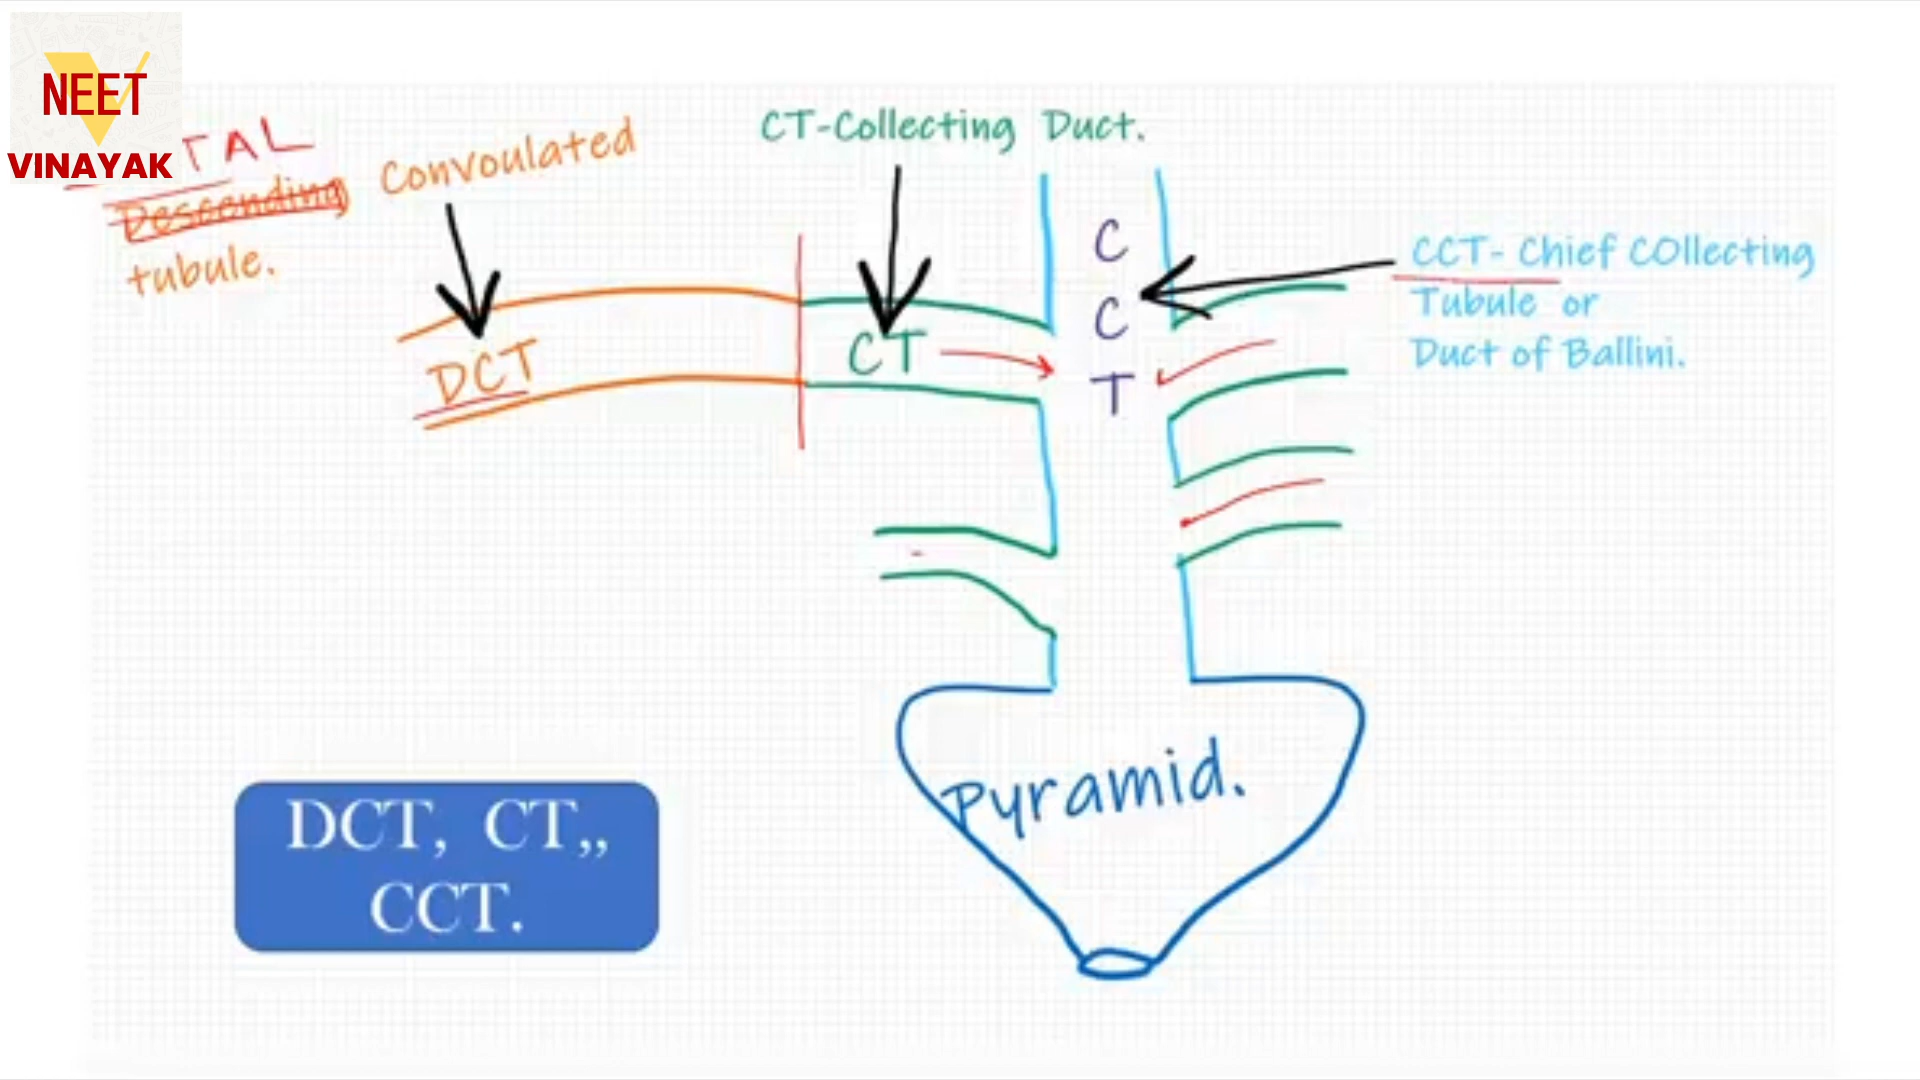 NEET
VINAYAK
TAL
Descending Convoulated
tubule.
CT-Collecting Duct.
CCT- Chief COllecting
Tubule or
Duct of Ballini.
DCT
CT
C
C
T
Pyramid.
DCT, CT,,
CCT.